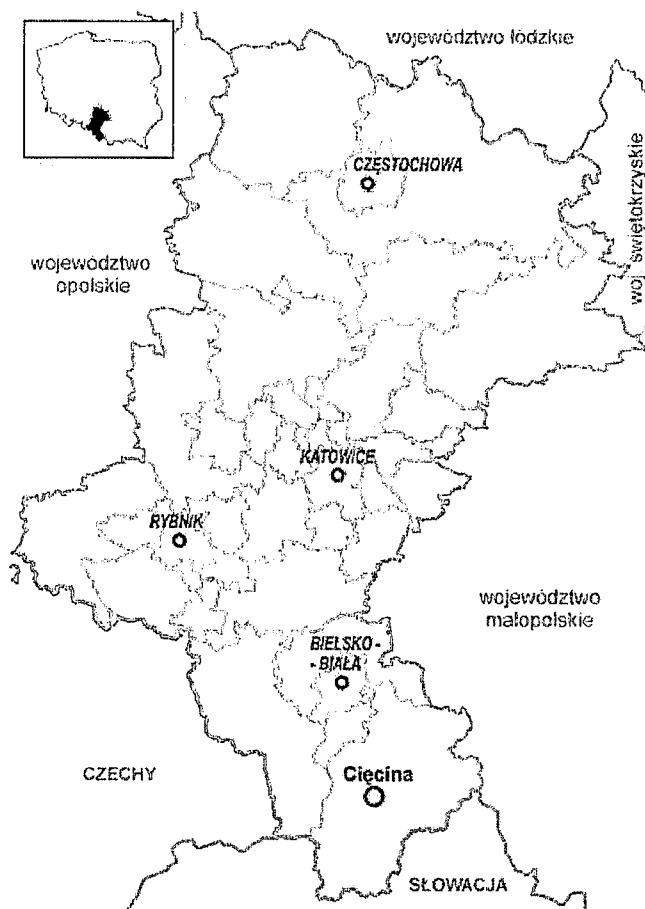 województwo łódzkie
CZĘSTOCHOWA
woj. świętokrzyskie
województwo
opolskie
KATOWICE
RYBNIK
województwo
małopolskie
BIELSKO -
- BIAŁA
CZECHY
Cięcina
SŁOWACJA